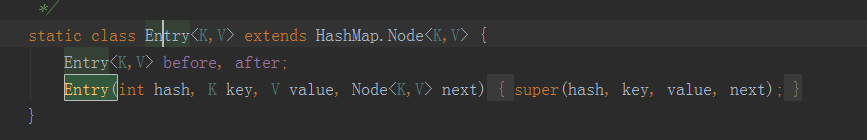 */
static class Entry<K,V> extends HashMap.Node<K,V> {
Entry<K,V> before, after;
Entry(int hash, K key, V value, Node<K,V> next) { super(hash, key, value, next); }
}